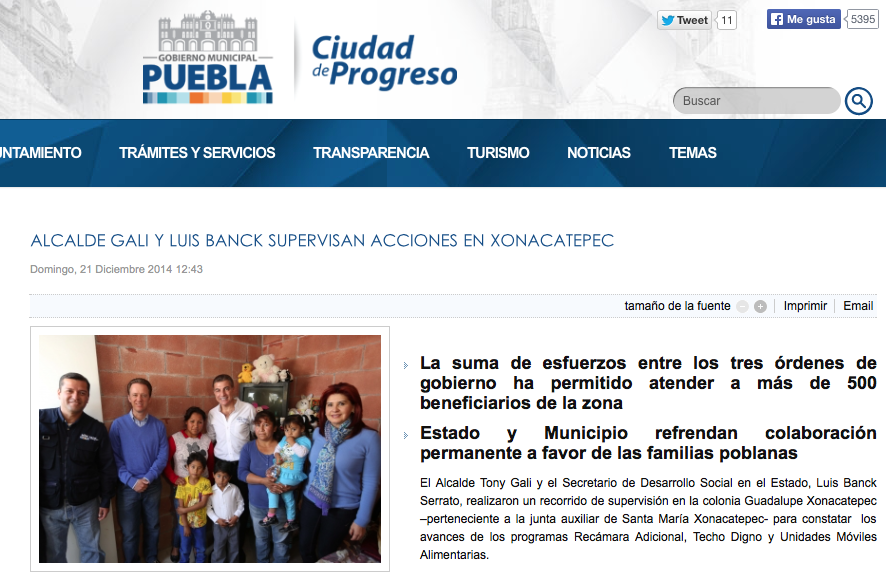 GOBIERNO MUNICIPAL
PUEBLA
Ciudad
de Progreso
Tweet 11
Me gusta 5395
Buscar
UNTAMIENTO TRÁMITES Y SERVICIOS TRANSPARENCIA TURISMO NOTICIAS TEMAS
ALCALDE GALI Y LUIS BANCK SUPERVISAN ACCIONES EN XONACATEPEC
Domingo, 21 Diciembre 2014 12:43
tamaño de la fuente Imprimir Email
La suma de esfuerzos entre los tres órdenes de
gobierno ha permitido atender a más de 500
beneficiarios de la zona
Estado y Municipio refrendan colaboración
permanente a favor de las familias poblanas
El Alcalde Tony Gali y el Secretario de Desarrollo Social en el Estado, Luis Banck
Serrato, realizaron un recorrido de supervisión en la colonia Guadalupe Xonacatepec
–perteneciente a la junta auxiliar de Santa María Xonacatepec- para constatar los
avances de los programas Recámara Adicional, Techo Digno y Unidades Móviles
Alimentarias.